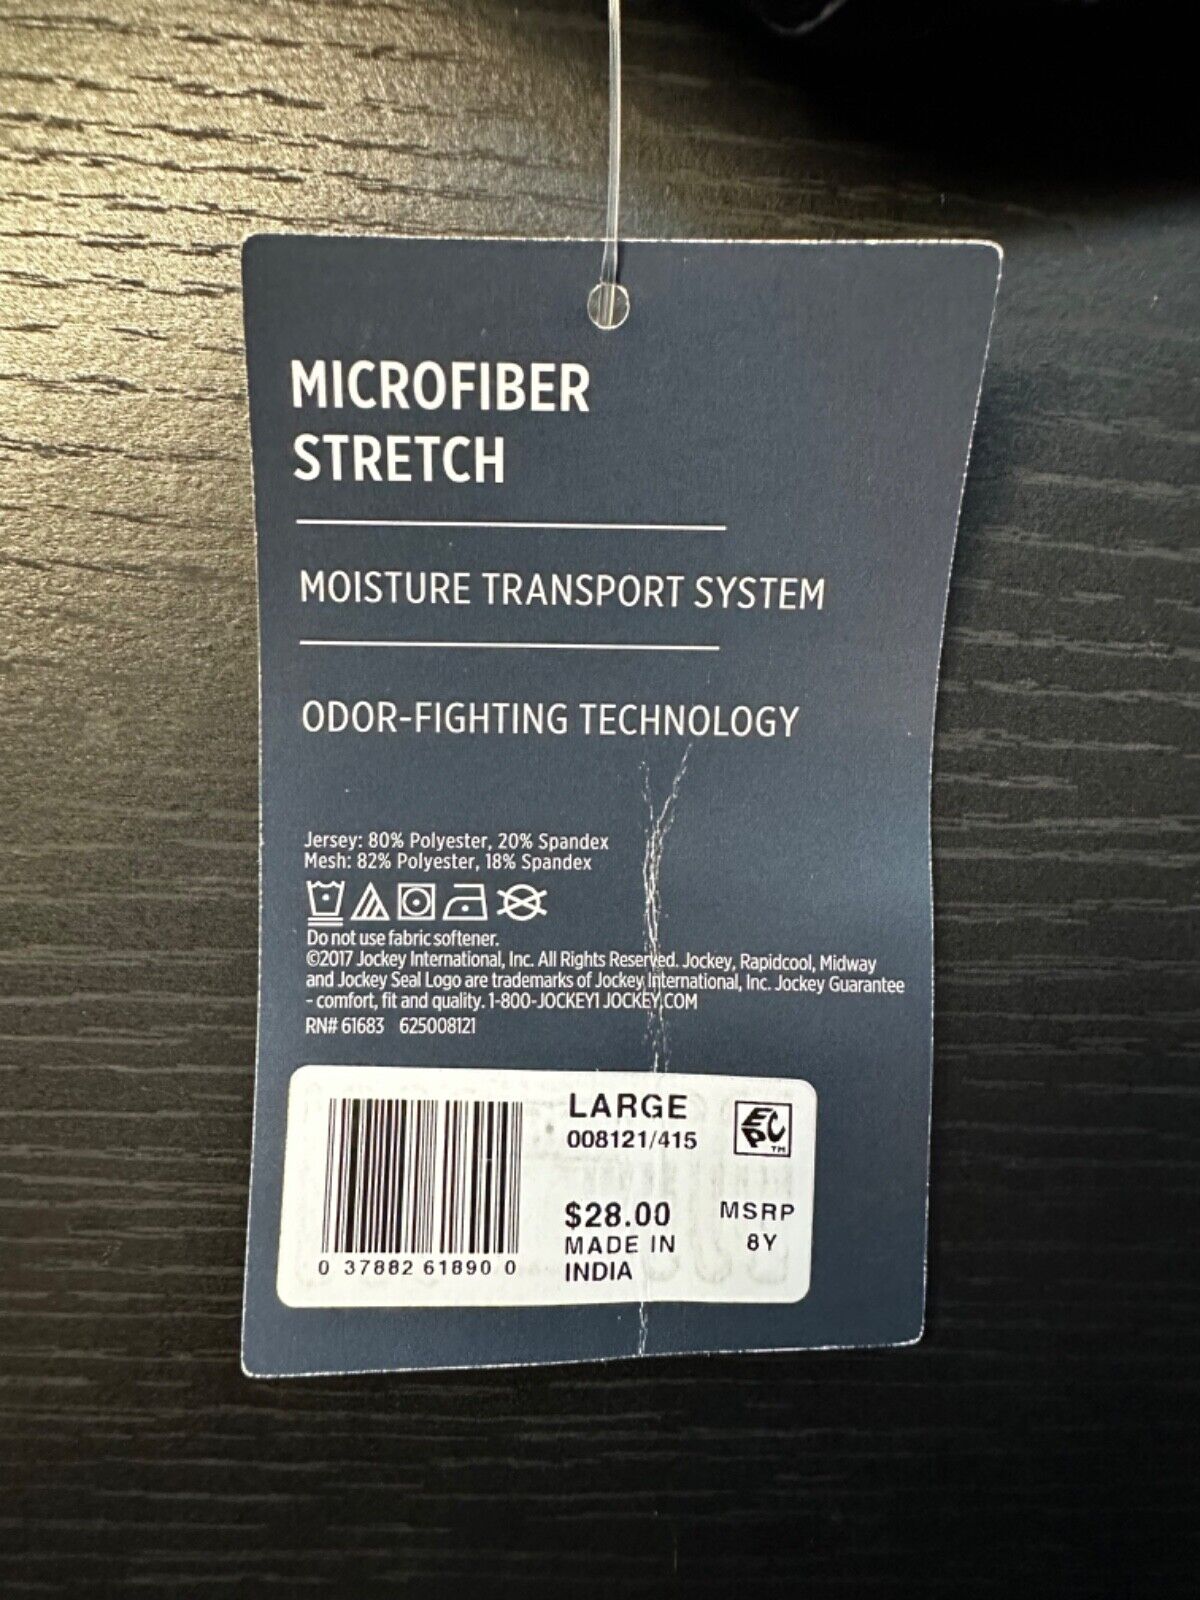 MICROFIBER
STRETCH
MOISTURE TRANSPORT SYSTEM
ODOR-FIGHTING TECHNOLOGY
Jersey: 80% Polyester, 20% Spandex
Mesh: 82% Polyester, 18% Spandex
Do not use fabric softener.
©2017 Jockey International, Inc. All Rights Reserved. Jockey, Rapidcool, Midway
and Jockey Seal Logo are trademarks of Jockey International, Inc. Jockey Guarantee
- comfort, fit and quality. 1-800-JOCKEY1 JOCKEY.COM
RN# 61683 625008121
LARGE
008121/415
EPC™
$28.00 MSRP
MADE IN 8Y
INDIA
0 37882 61890 0